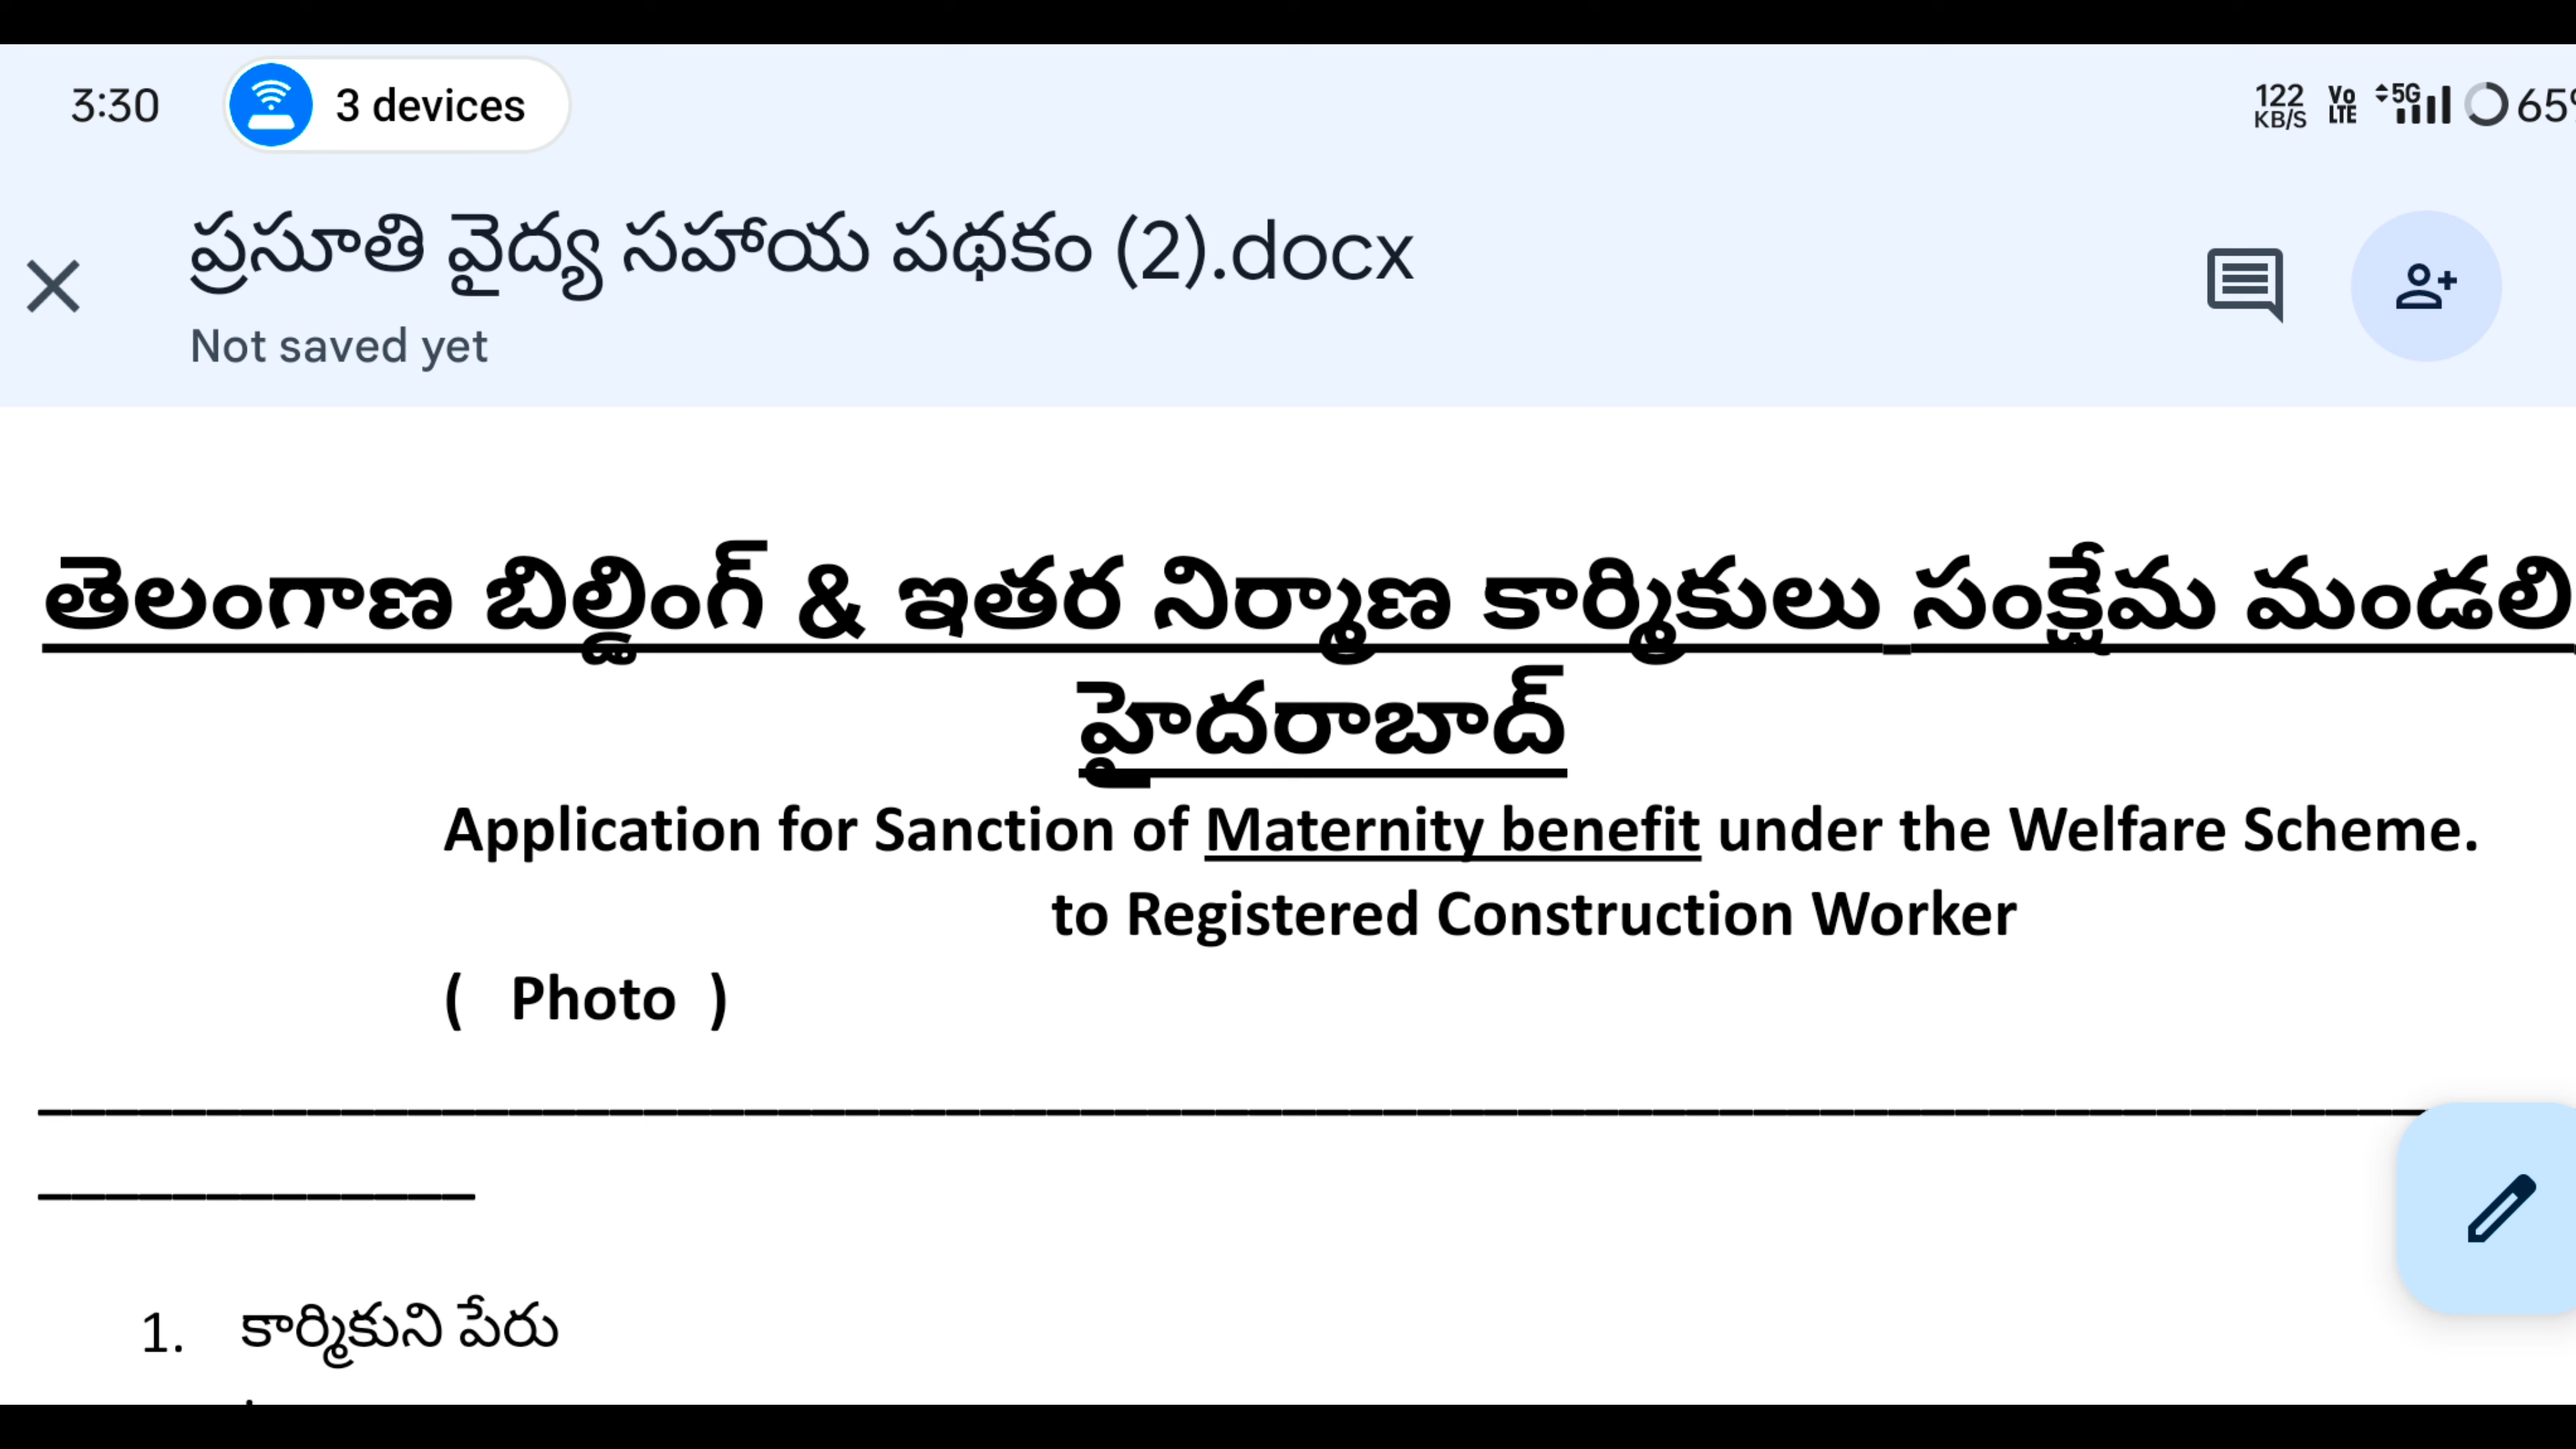 3:30 3 devices 122 KB/S Vo LTE 5G 65
ప్రసూతి వైద్య సహాయ పథకం (2).docx
Not saved yet
తెలంగాణ బిల్డింగ్ & ఇతర నిర్మాణ కార్మికులు సంక్షేమ మండలి
హైదరాబాద్
Application for Sanction of Maternity benefit under the Welfare Scheme.
to Registered Construction Worker
( Photo )
1. కార్మికుని పేరు